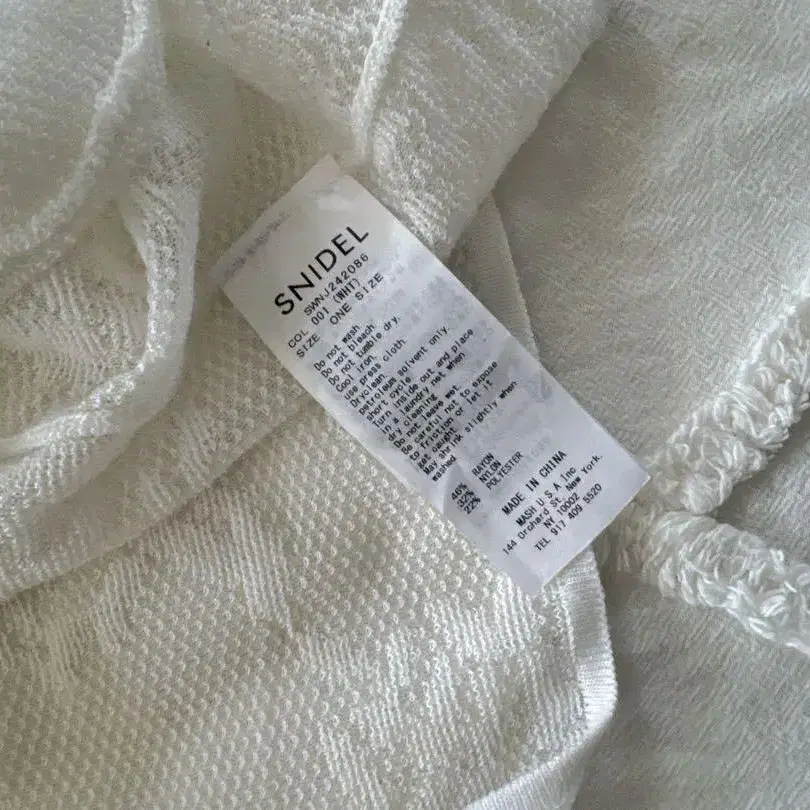 SNIDEL
SWNJ242086
COL 001 (WHT)
SIZE ONE SIZE
Do not wash
Do not bleach.
Do not tumble dry.
Cool iron.
use press cloth.
Dryclean.
petroleum solvent only.
short cycle.
Turn inside out and place
in a laundry net when
dry cleaning
Do not leave wet.
Be careful not to expose
to friction or let it
get caught.
May shrink slightly when
washed
46% RAYON
32% NYLON
22% POLYESTER
MADE IN CHINA
MASH U.S.A Inc
144 Orchard St, New York.
NY 10002
TEL 917 409 5520